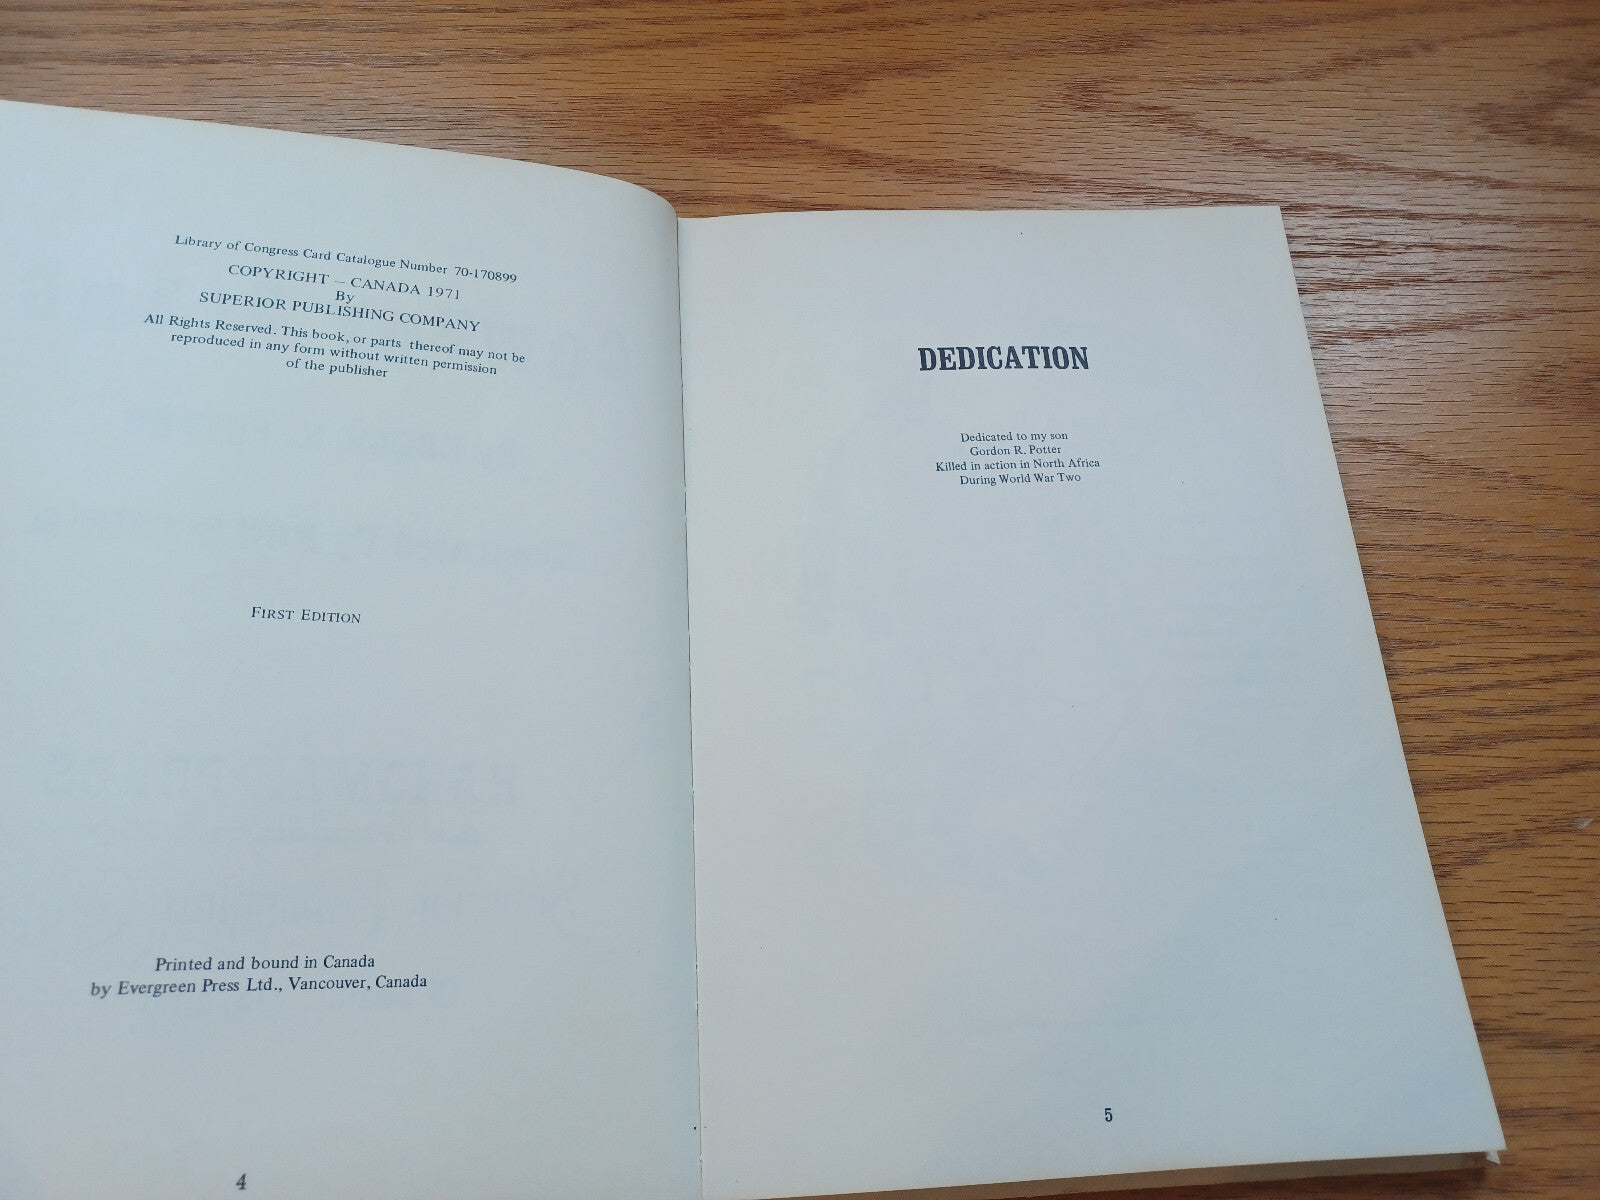 Library of Congress Card Catalogue Number 70-170899
COPYRIGHT – CANADA 1971
By
SUPERIOR PUBLISHING COMPANY
All Rights Reserved. This book, or parts thereof may not be
reproduced in any form without written permission
of the publisher
FIRST EDITION
Printed and bound in Canada
by Evergreen Press Ltd., Vancouver, Canada
4
DEDICATION
Dedicated to my son
Gordon R. Potter
Killed in action in North Africa
During World War Two
5